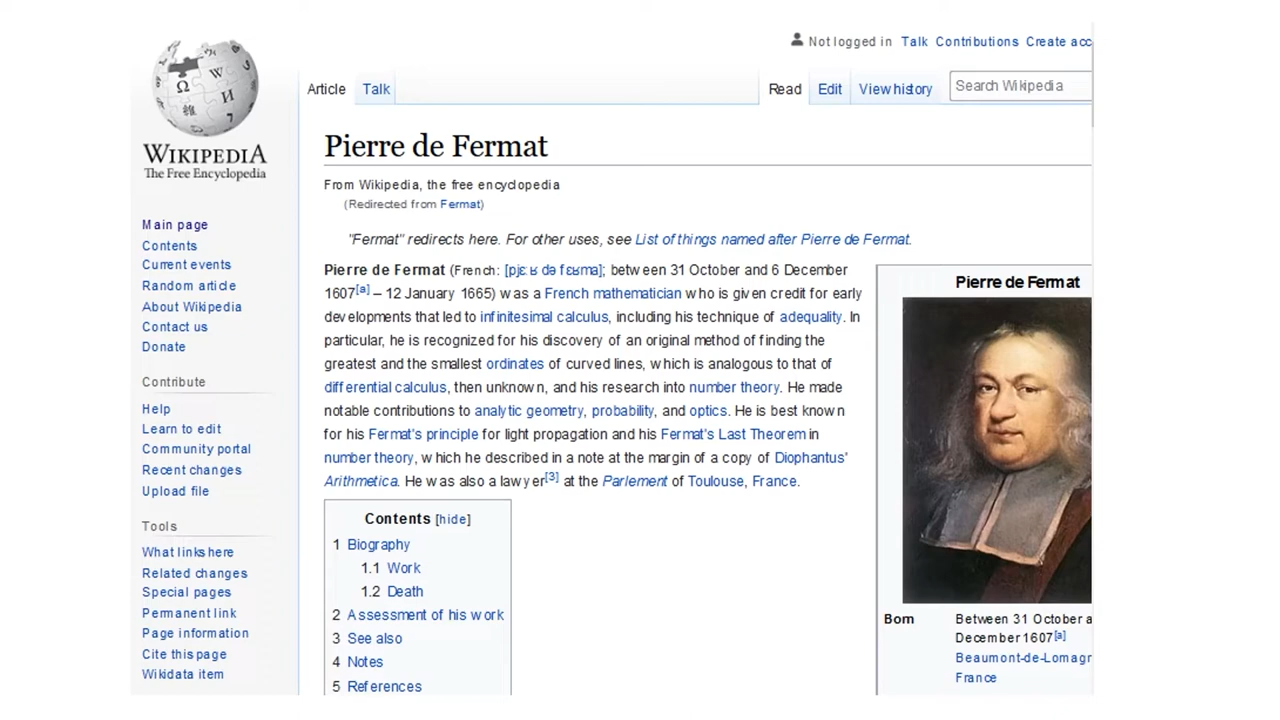 Not logged in Talk Contributions Create acc
Article Talk Read Edit View history Search Wikipedia
WIKIPEDIA
The Free Encyclopedia
Main page
Contents
Current events
Random article
About Wikipedia
Contact us
Donate
Contribute
Help
Learn to edit
Community portal
Recent changes
Upload file
Tools
What links here
Related changes
Special pages
Permanent link
Page information
Cite this page
Wikidata item
Pierre de Fermat
From Wikipedia, the free encyclopedia
(Redirected from Fermat)
"Fermat" redirects here. For other uses, see List of things named after Pierre de Fermat.
Pierre de Fermat (French: [pjɛːʁ də fɛʁma]; between 31 October and 6 December
1607[a] – 12 January 1665) was a French mathematician who is given credit for early
developments that led to infinitesimal calculus, including his technique of adequality. In
particular, he is recognized for his discovery of an original method of finding the
greatest and the smallest ordinates of curved lines, which is analogous to that of
differential calculus, then unknown, and his research into number theory. He made
notable contributions to analytic geometry, probability, and optics. He is best known
for his Fermat's principle for light propagation and his Fermat's Last Theorem in
number theory, which he described in a note at the margin of a copy of Diophantus'
Arithmetica. He was also a lawyer[3] at the Parlement of Toulouse, France.
Contents [hide]
1 Biography
1.1 Work
1.2 Death
2 Assessment of his work
3 See also
4 Notes
5 References
Pierre de Fermat
Born Between 31 October a
December 1607[a]
Beaumont-de-Lomagn
France